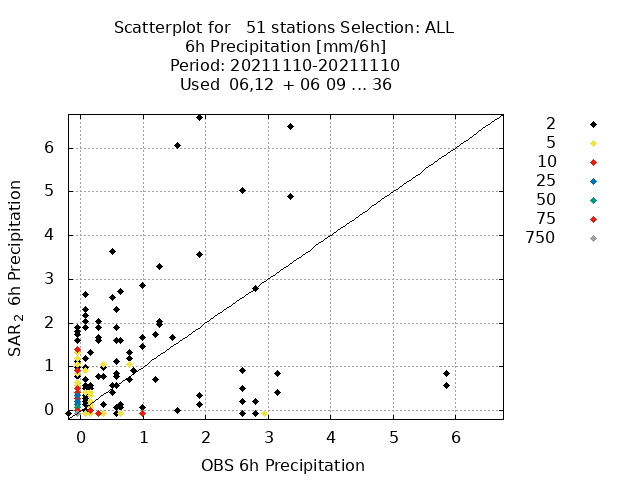 Scatterplot for   51 stations Selection: ALL
6h Precipitation [mm/6h]
Period: 20211110-20211110
Used  06,12  + 06 09 ... 36
2
5
10
25
50
75
750
6
5
4
3
2
1
0
SAR₂  6h Precipitation
0 1 2 3 4 5 6
OBS 6h Precipitation